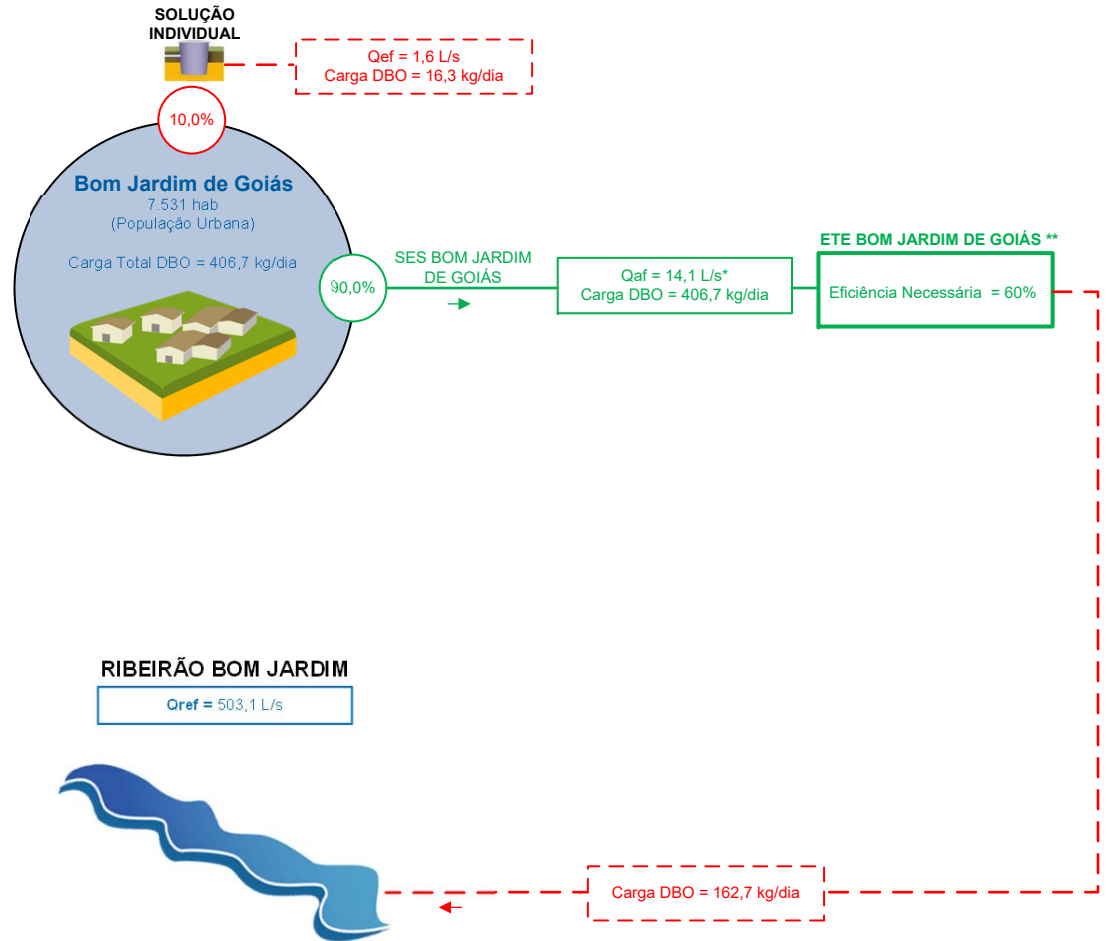 SOLUÇÃO
INDIVIDUAL
Qef = 1,6 L/s
Carga DBO = 16,3 kg/dia
10,0%
Bom Jardim de Goiás
7.531 hab
(População Urbana)
Carga Total DBO = 406,7 kg/dia
90,0%
SES BOM JARDIM
DE GOIÁS
Qaf = 14,1 L/s*
Carga DBO = 406,7 kg/dia
ETE BOM JARDIM DE GOIÁS **
Eficiência Necessária = 60%
RIBEIRÃO BOM JARDIM
Qref = 503,1 L/s
Carga DBO = 162,7 kg/dia